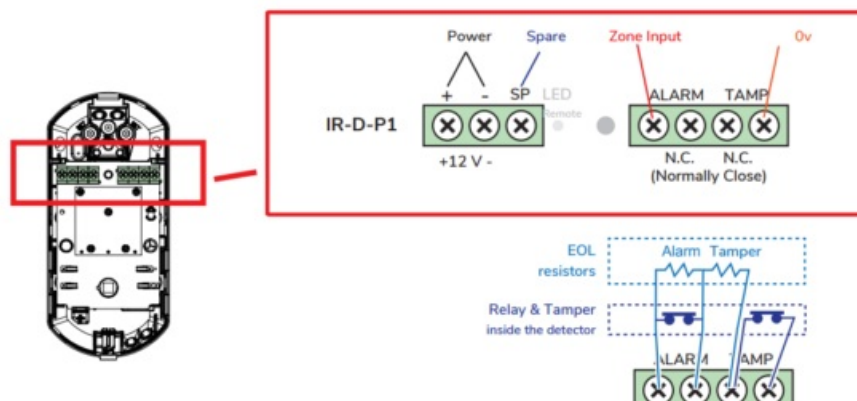 Power Spare Zone Input 0v
+ - SP LED ALARM TAMP
Remote
IR-D-P1
+12 V - N.C. N.C.
(Normally Close)
EOL Alarm Tamper
resistors
Relay & Tamper
inside the detector
ALARM TAMP